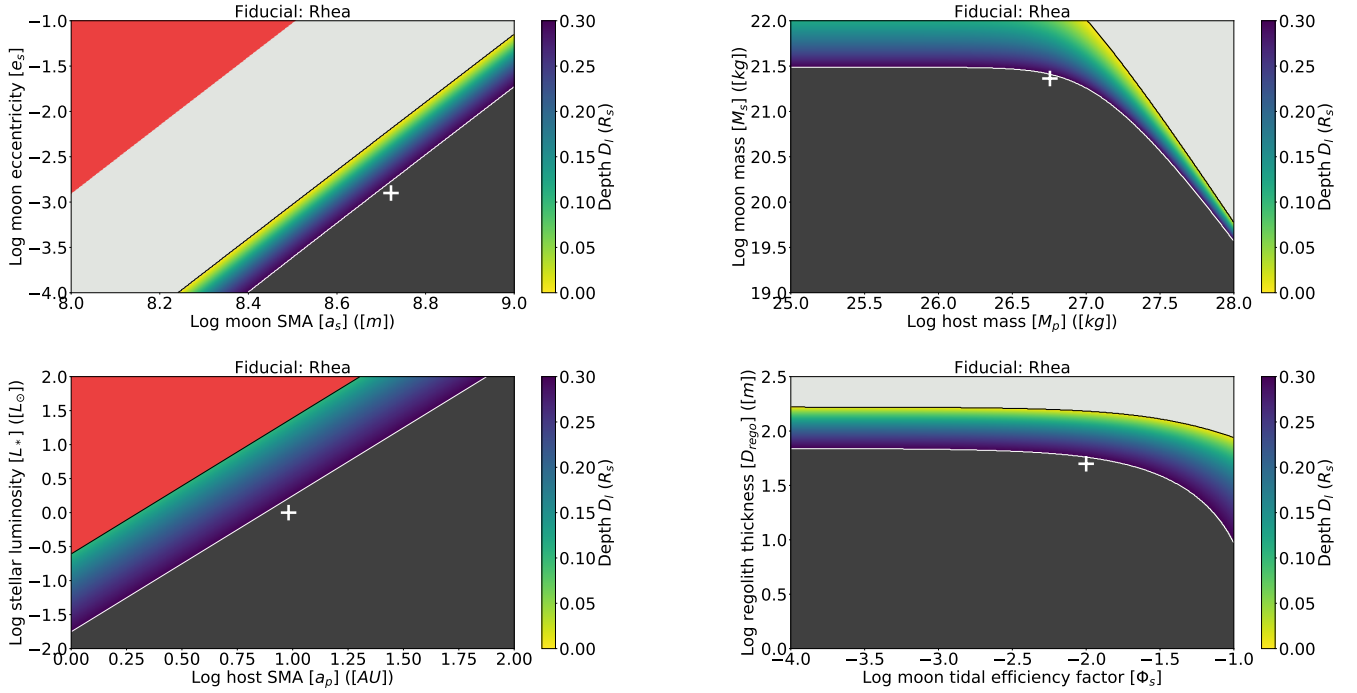 Fiducial: Rhea
Log moon eccentricity [e_s]
−1.0
−1.5
−2.0
−2.5
−3.0
−3.5
−4.0
8.0 8.2 8.4 8.6 8.8 9.0
Log moon SMA [a_s] ([m])
0.30
0.25
0.20
0.15
0.10
0.05
0.00
Depth D_l (R_s)
Fiducial: Rhea
Log moon mass [M_s] ([kg])
22.0
21.5
21.0
20.5
20.0
19.5
19.0
25.0 25.5 26.0 26.5 27.0 27.5 28.0
Log host mass [M_p] ([kg])
0.30
0.25
0.20
0.15
0.10
0.05
0.00
Depth D_l (R_s)
Fiducial: Rhea
Log stellar luminosity [L_*] ([L_⊙])
2.0
1.5
1.0
0.5
0.0
−0.5
−1.0
−1.5
−2.0
0.00 0.25 0.50 0.75 1.00 1.25 1.50 1.75 2.00
Log host SMA [a_p] ([AU])
0.30
0.25
0.20
0.15
0.10
0.05
0.00
Depth D_l (R_s)
Fiducial: Rhea
Log regolith thickness [D_rego] ([m])
2.5
2.0
1.5
1.0
0.5
0.0
−4.0 −3.5 −3.0 −2.5 −2.0 −1.5 −1.0
Log moon tidal efficiency factor [Φ_s]
0.30
0.25
0.20
0.15
0.10
0.05
0.00
Depth D_l (R_s)